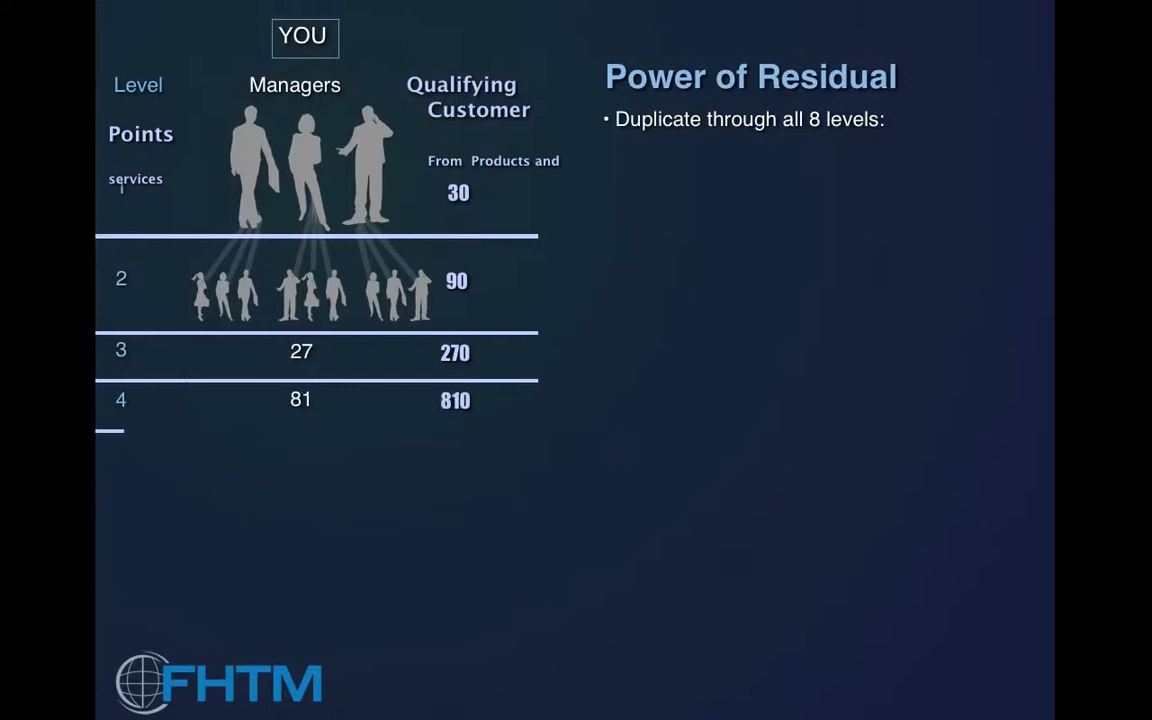 YOU
Level Managers Qualifying
Customer
Points
From Products and
services
1 30
2 90
3 27 270
4 81 810
Power of Residual
• Duplicate through all 8 levels:
FHTM